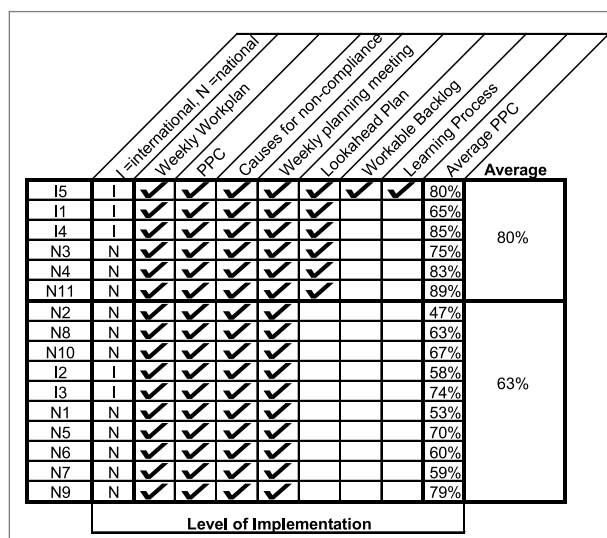 I =international, N =national
Weekly Workplan
PPC
Causes for non-compliance
Weekly planning meeting
Lookahead Plan
Workable Backlog
Learning Process
Average PPC
Average
I5 I ✓ ✓ ✓ ✓ ✓ ✓ ✓ 80%
I1 I ✓ ✓ ✓ ✓ ✓ 65%
I4 I ✓ ✓ ✓ ✓ ✓ 85%
80%
N3 N ✓ ✓ ✓ ✓ ✓ 75%
N4 N ✓ ✓ ✓ ✓ ✓ 83%
N11 N ✓ ✓ ✓ ✓ ✓ 89%
N2 N ✓ ✓ ✓ ✓ 47%
N8 N ✓ ✓ ✓ ✓ 63%
N10 N ✓ ✓ ✓ ✓ 67%
I2 I ✓ ✓ ✓ ✓ 58%
63%
I3 I ✓ ✓ ✓ ✓ 74%
N1 N ✓ ✓ ✓ ✓ 53%
N5 N ✓ ✓ ✓ ✓ 70%
N6 N ✓ ✓ ✓ ✓ 60%
N7 N ✓ ✓ ✓ ✓ 59%
N9 N ✓ ✓ ✓ ✓ 79%
Level of Implementation